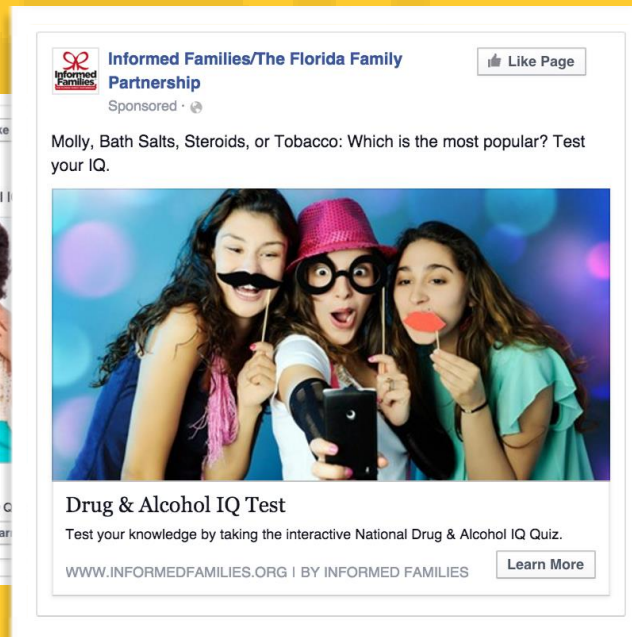 Informed Families/The Florida Family
Partnership
Like Page
Informed
Families
Sponsored ·
Molly, Bath Salts, Steroids, or Tobacco: Which is the most popular? Test
your IQ.
Drug & Alcohol IQ Test
Test your knowledge by taking the interactive National Drug & Alcohol IQ Quiz.
WWW.INFORMEDFAMILIES.ORG | BY INFORMED FAMILIES
Learn More